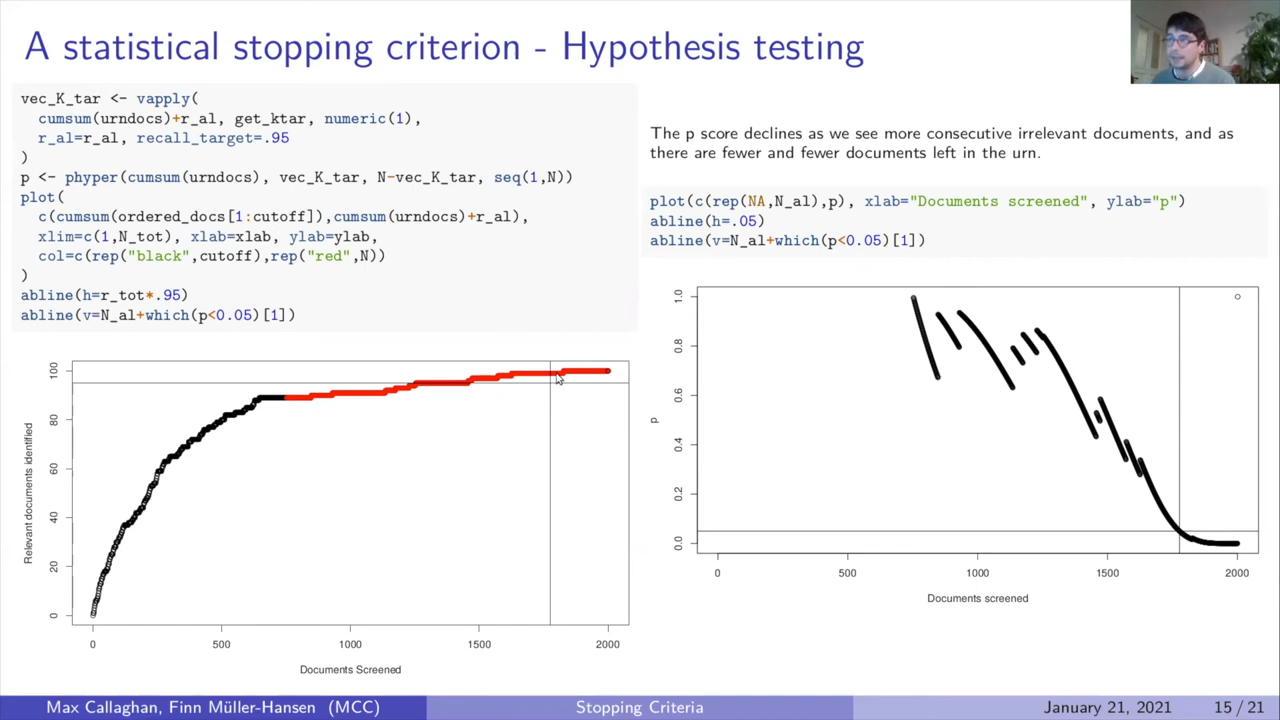 A statistical stopping criterion - Hypothesis testing
vec_K_tar <- vapply(
cumsum(urndocs)+r_al, get_ktar, numeric(1),
r_al=r_al, recall_target=.95
)
p <- phyper(cumsum(urndocs), vec_K_tar, N-vec_K_tar, seq(1,N))
plot(
c(cumsum(ordered_docs[1:cutoff]),cumsum(urndocs)+r_al),
xlim=c(1,N_tot), xlab=xlab, ylab=ylab,
col=c(rep("black",cutoff),rep("red",N))
)
abline(h=r_tot*.95)
abline(v=N_al+which(p<0.05)[1])
100
80
60
40
20
0
Relevant documents identified
0 500 1000 1500 2000
Documents Screened
The p score declines as we see more consecutive irrelevant documents, and as
there are fewer and fewer documents left in the urn.
plot(c(rep(NA,N_al),p), xlab="Documents screened", ylab="p")
abline(h=.05)
abline(v=N_al+which(p<0.05)[1])
1.0
0.8
0.6
0.4
0.2
0.0
p
0 500 1000 1500 2000
Documents screened
Max Callaghan, Finn Müller-Hansen (MCC) Stopping Criteria January 21, 2021 15 / 21